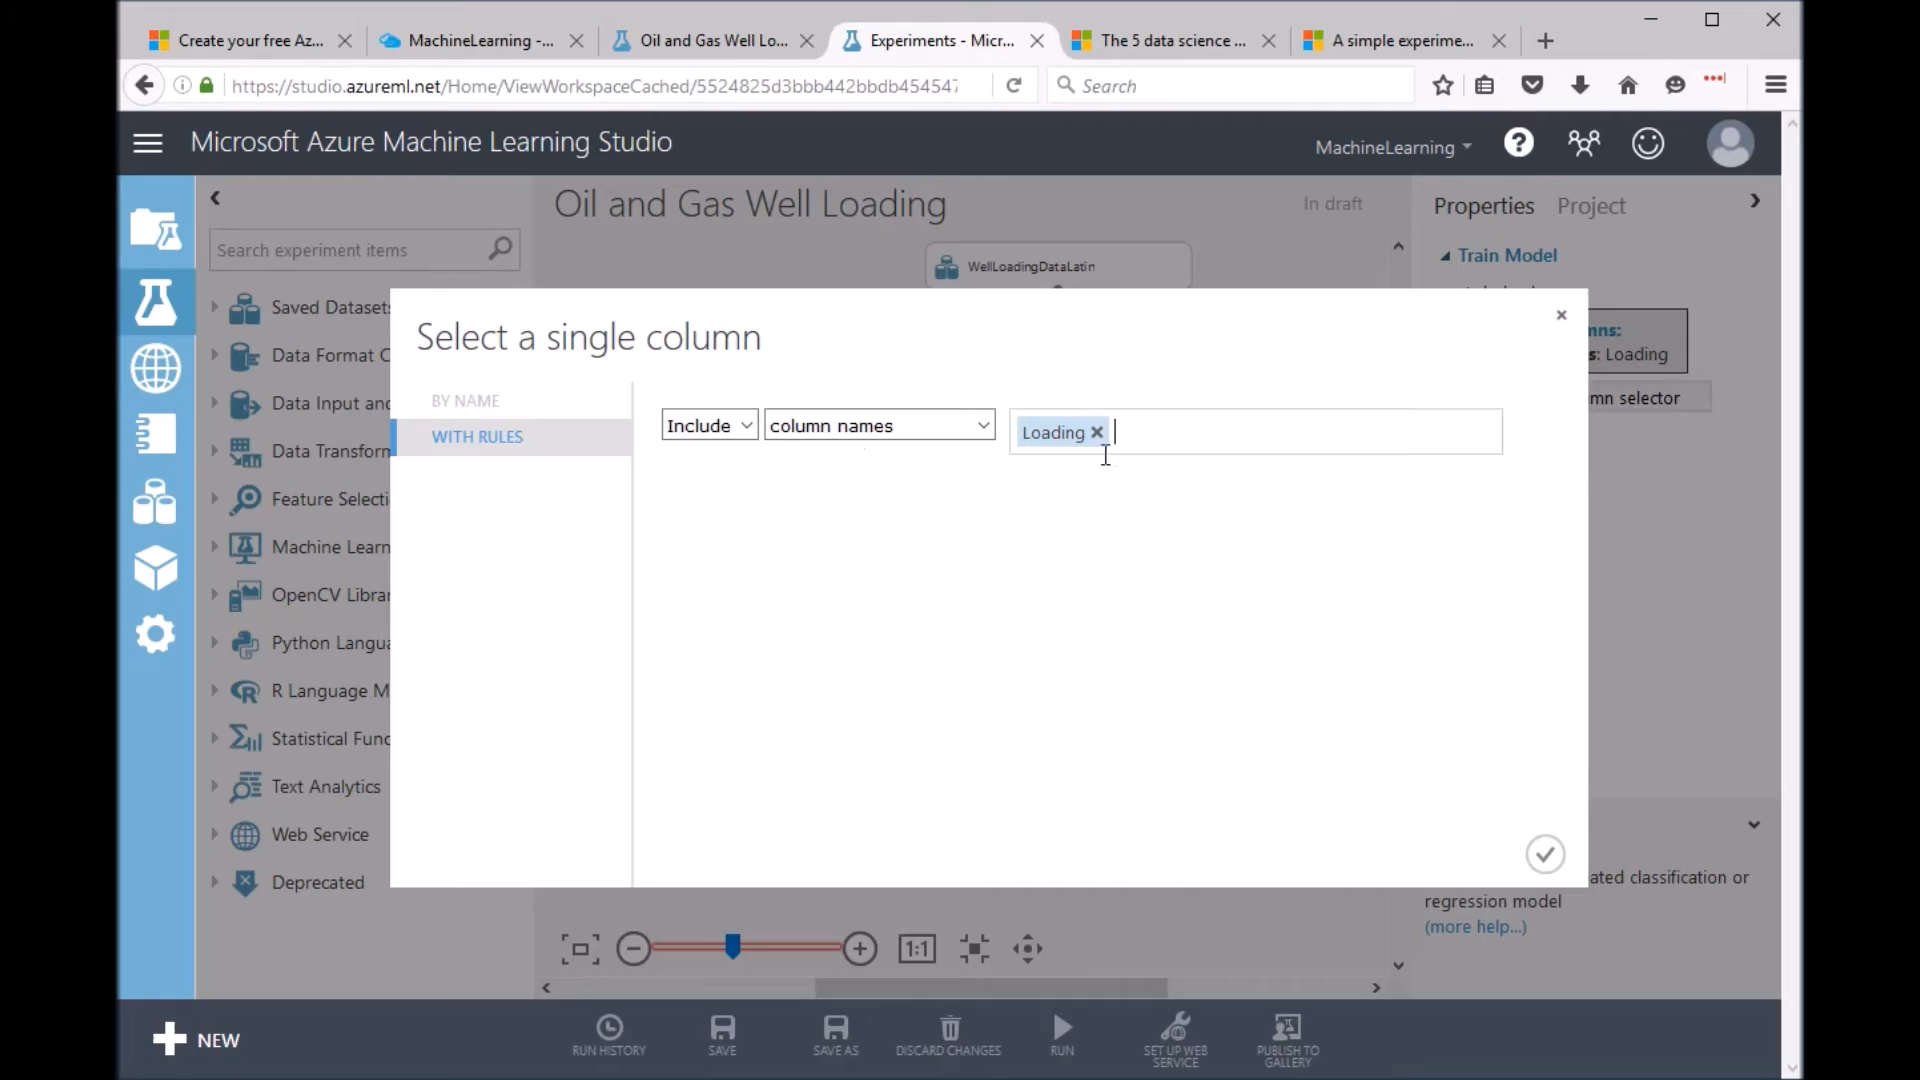 Create your free Az...
MachineLearning -...
Oil and Gas Well Lo...
Experiments - Micr...
The 5 data science ...
A simple experime...
https://studio.azureml.net/Home/ViewWorkspaceCached/5524825d3bbb442bbdb454547
Search
Microsoft Azure Machine Learning Studio
MachineLearning
Oil and Gas Well Loading
In draft
Properties
Project
Search experiment items
WellLoadingDataLatin
Train Model
Saved Datasets
Data Format C
Data Input and
Data Transform
Feature Selecti
Machine Learn
OpenCV Librar
Python Langua
R Language M
Statistical Func
Text Analytics
Web Service
Deprecated
Select a single column
BY NAME
WITH RULES
Include
column names
Loading
mns:
s: Loading
mn selector
ated classification or
regression model
(more help...)
1:1
NEW
RUN HISTORY
SAVE
SAVE AS
DISCARD CHANGES
RUN
SET UP WEB
SERVICE
PUBLISH TO
GALLERY